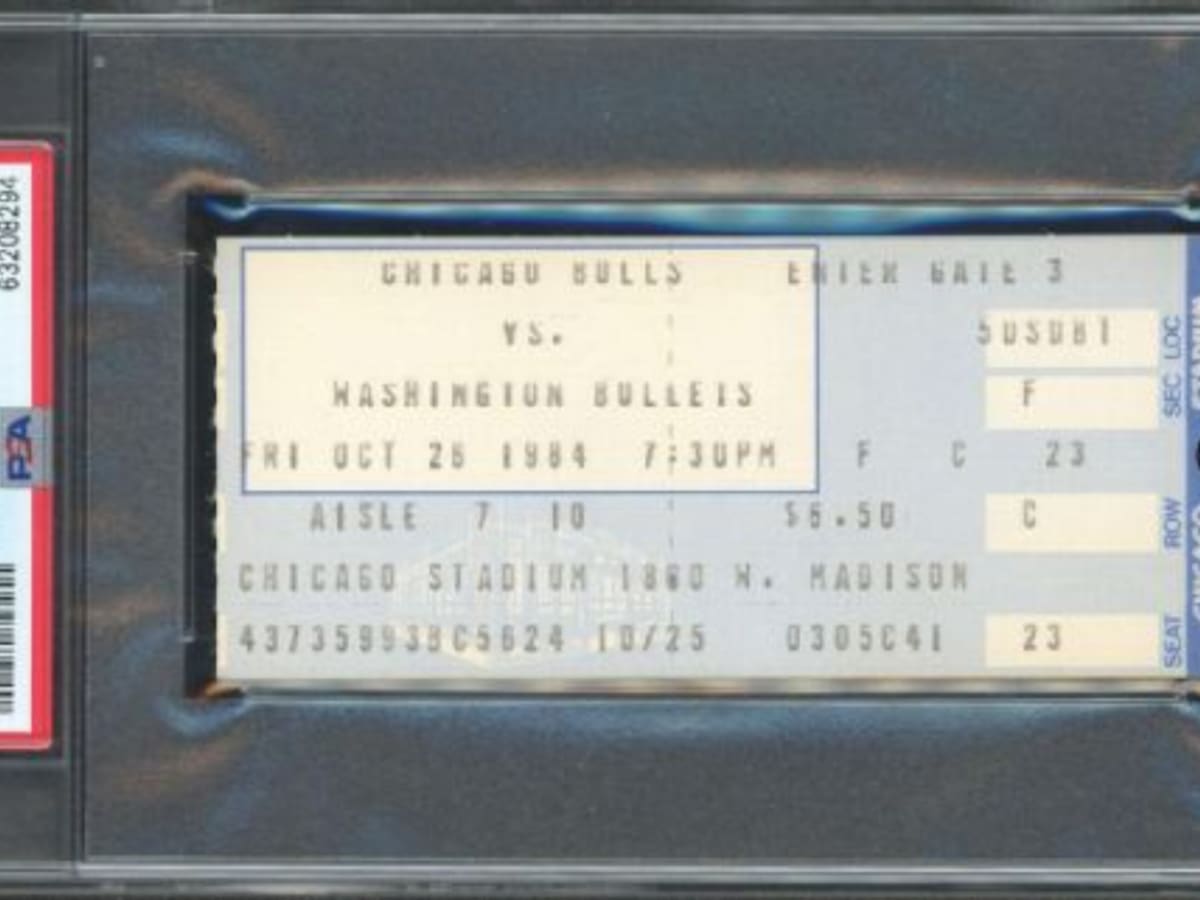 63208294
PSA
CHICAGO BULLS ENTER GATE 3
VS. SDSDB1
WASHINGTON BULLETS F
FRI OCT 26 1984 7:30PM F C 23
AISLE 7 10 $6.50 C
CHICAGO STADIUM 1800 W. MADISON
43735993BC5624 10/25 0305C41 23
SEC LOC
ROW
SEAT